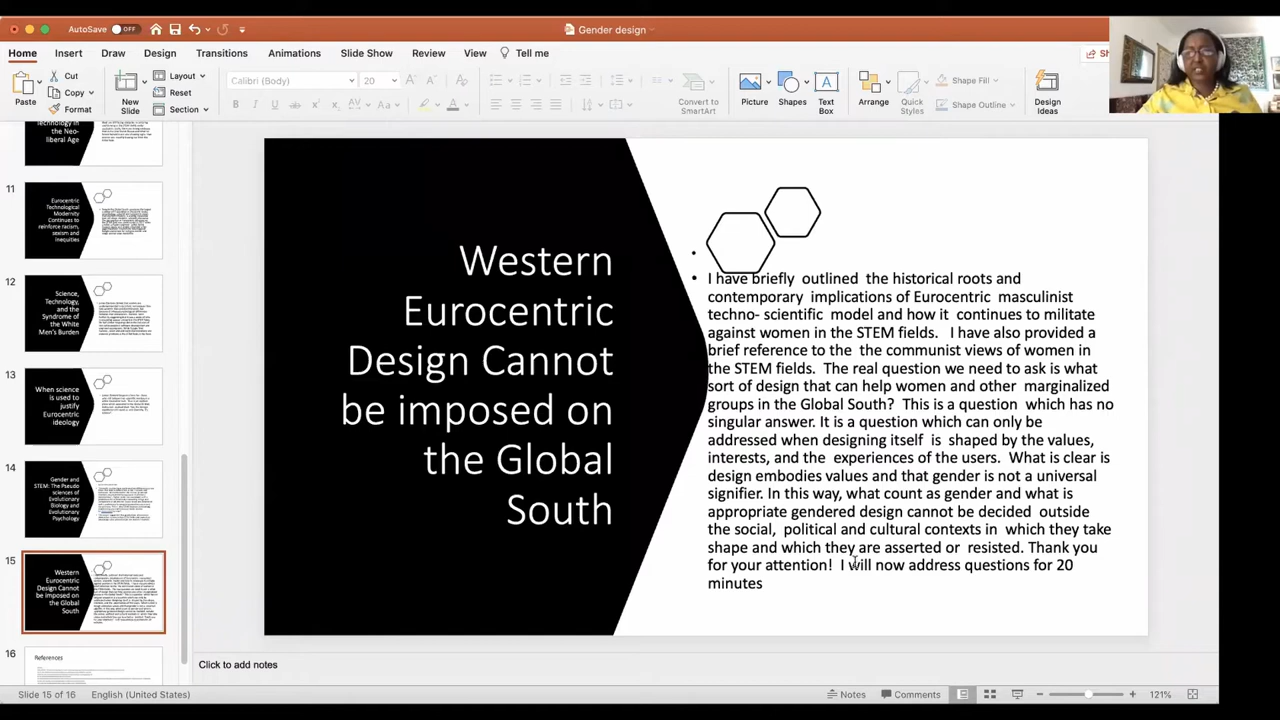 AutoSave OFF
Gender design
Home Insert Draw Design Transitions Animations Slide Show Review View Tell me
Paste
Cut
Copy
Format
New Slide
Layout
Reset
Section
Calibri (Body) 20
Convert to SmartArt
Picture
Shapes
Text Box
Arrange
Quick Styles
Shape Fill
Shape Outline
Design Ideas
Technology in
the Neo-
liberal Age
11
Eurocentric
Technological
Modernity
Continues to
reinforce racism,
sexism and
Inequities
12
Science,
Technology,
and the
Syndrome of
the White
Men's Burden
13
When science
is used to
justify
Eurocentric
ideology
14
Gender and
STEM: The Pseudo
sciences of
Evolutionary
Biology and
Evolutionary
Psychology
15
Western
Eurocentric
Design Cannot
be imposed on
the Global
South
16
References
Western
Eurocentric
Design Cannot
be imposed on
the Global
South
• 
• I have briefly outlined the historical roots and
contemporary implications of Eurocentric masculinist
techno- scientific model and how it continues to militate
against women in the STEM fields. I have also provided a
brief reference to the the communist views of women in
the STEM fields. The real question we need to ask is what
sort of design that can help women and other marginalized
groups in the Global South? This is a question which has no
singular answer. It is a question which can only be
addressed when designing itself is shaped by the values,
interests, and the experiences of the users. What is clear is
design embodies values and that gender is not a universal
signifier. In this way, what count as gender and what is
appropriate gendered design cannot be decided outside
the social, political and cultural contexts in which they take
shape and which they are asserted or resisted. Thank you
for your attention! I will now address questions for 20
minutes
Click to add notes
Slide 15 of 16 English (United States) Notes Comments 121%